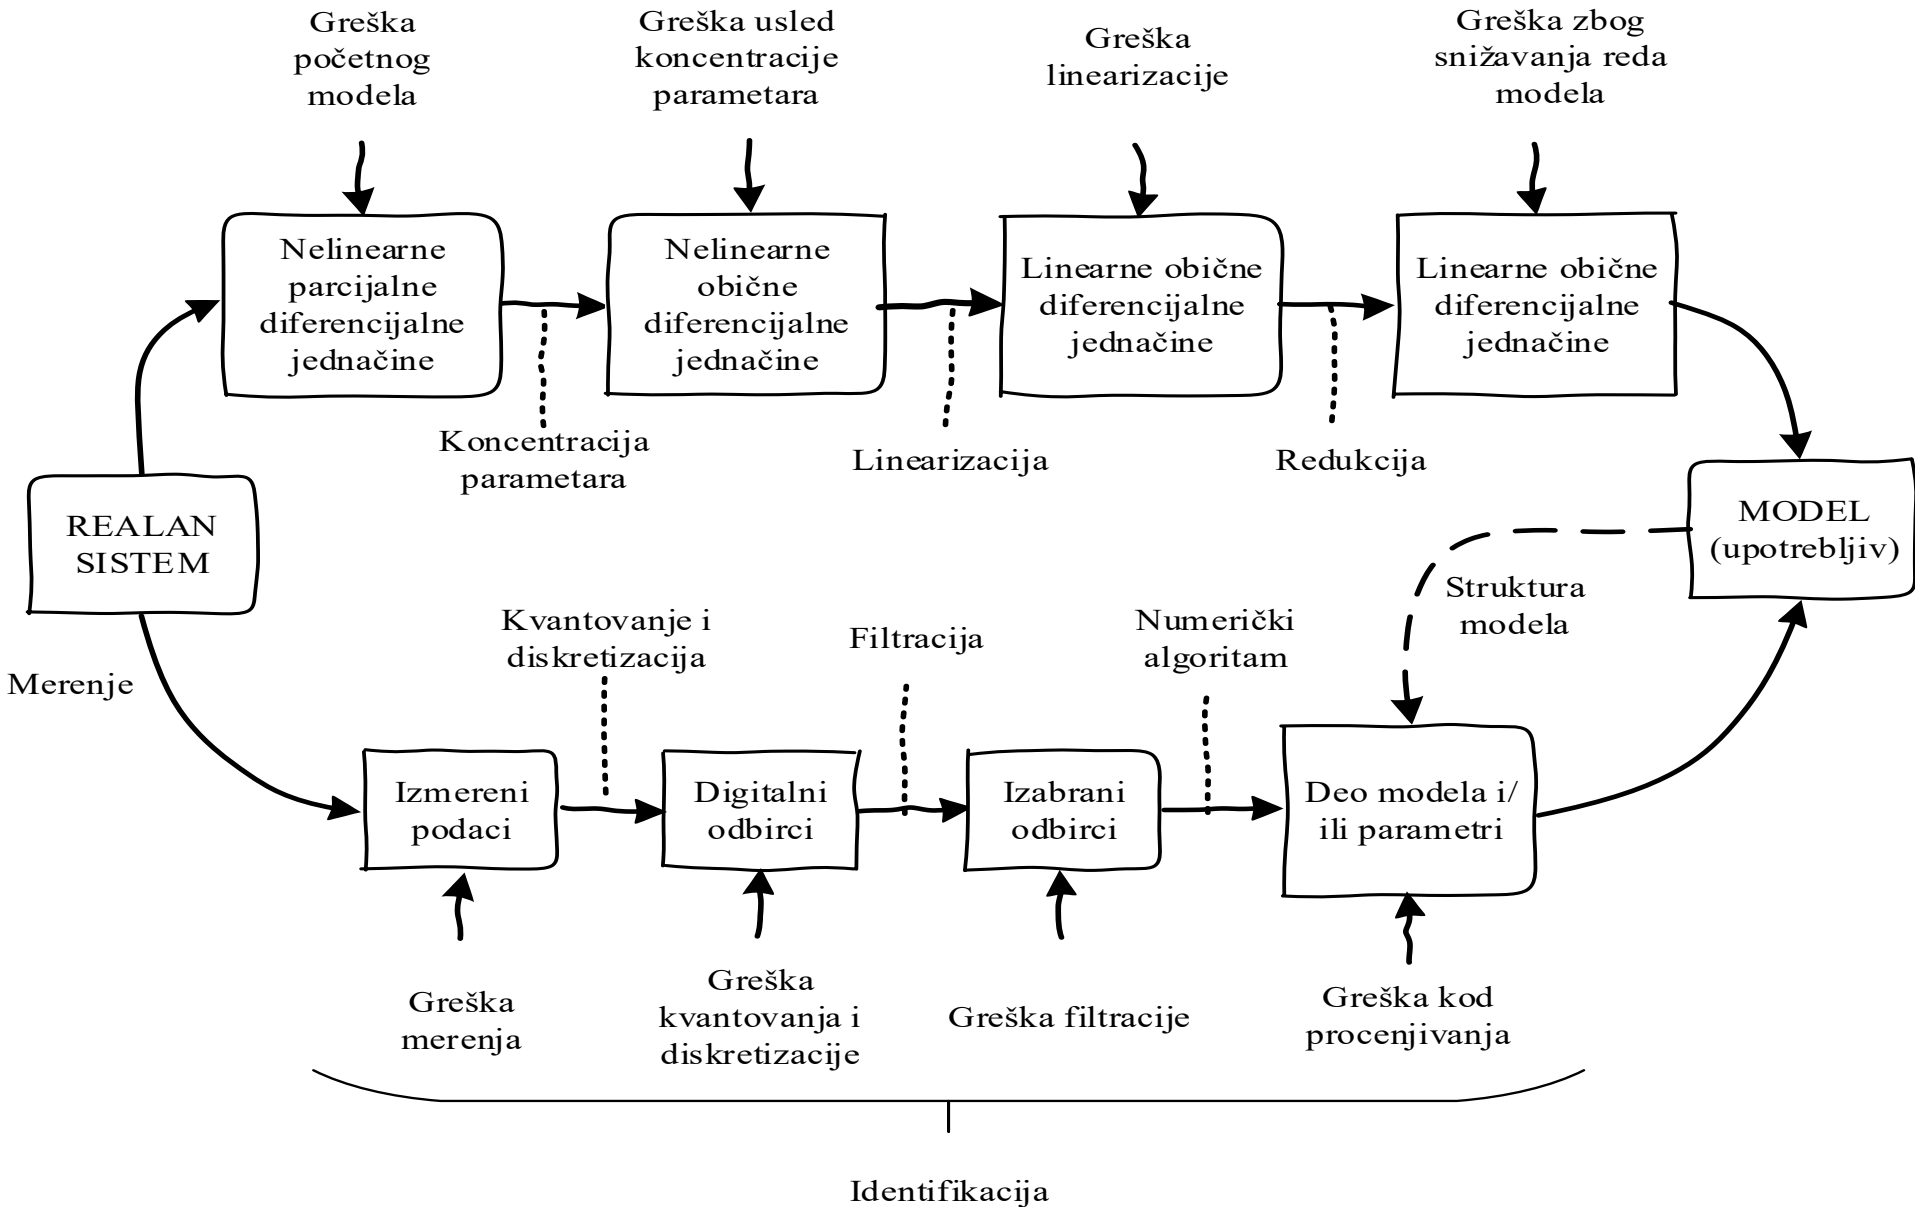 Greška
početnog
modela
Greška usled
koncentracije
parametara
Greška
linearizacije
Greška zbog
snižavanja reda
modela
Nelinearne
parcijalne
diferencijalne
jednačine
Nelinearne
obične
diferencijalne
jednačine
Linearne obične
diferencijalne
jednačine
Linearne obične
diferencijalne
jednačine
Koncentracija
parametara
Linearizacija
Redukcija
REALAN
SISTEM
MODEL
(upotrebljiv)
Struktura
modela
Merenje
Kvantovanje i
diskretizacija
Filtracija
Numerički
algoritam
Izmereni
podaci
Digitalni
odbirci
Izabrani
odbirci
Deo modela i/
ili parametri
Greška
merenja
Greška
kvantovanja i
diskretizacije
Greška filtracije
Greška kod
procenjivanja
Identifikacija